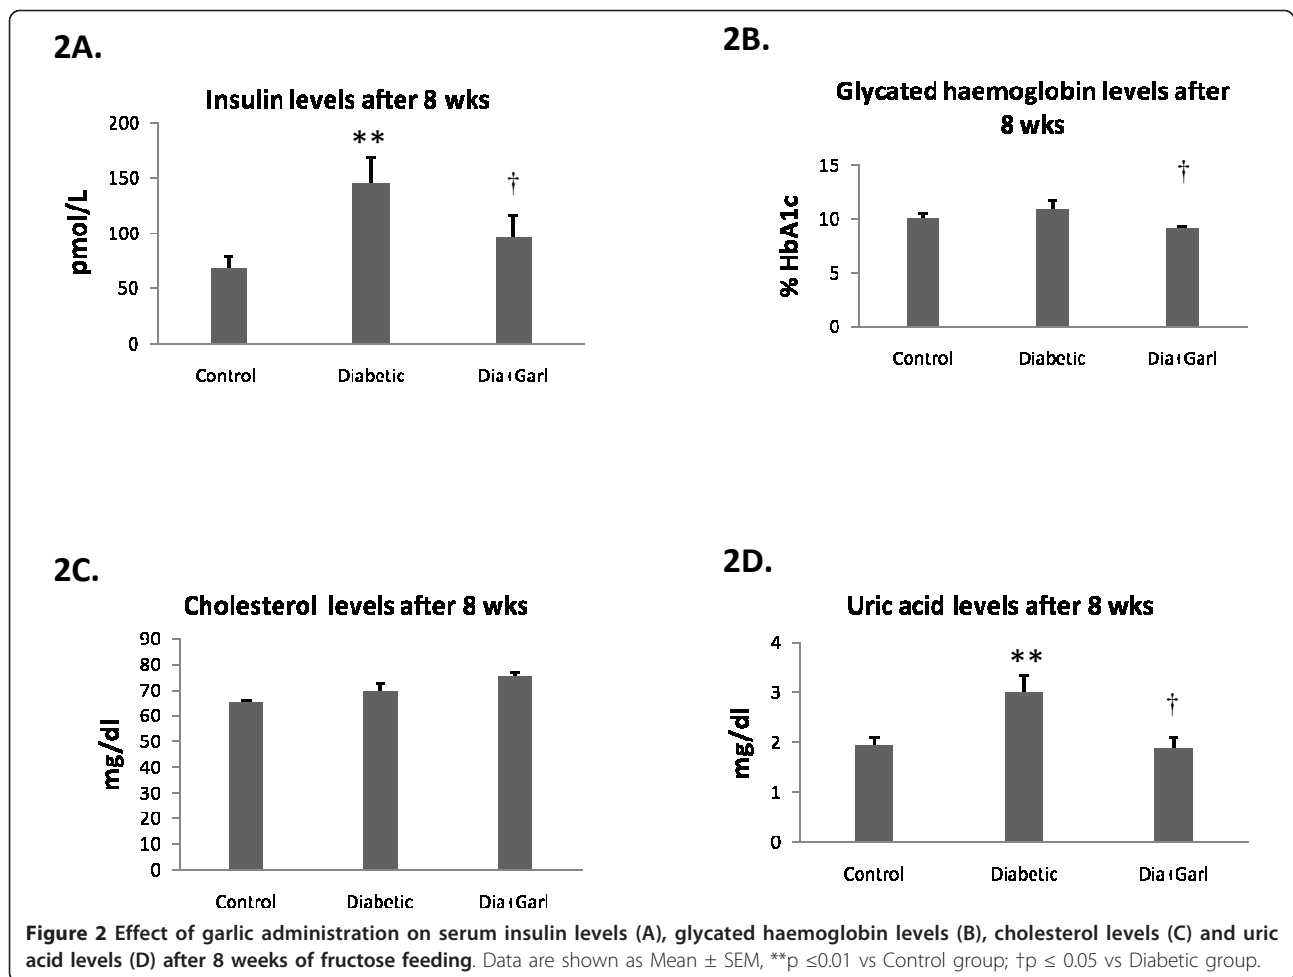 2A.
Insulin levels after 8 wks
200
**
150
†
100
50
0
pmol/L
Control Diabetic Dia+Garl
2B.
Glycated haemoglobin levels after
8 wks
15
†
10
5
0
% HbA1c
Control Diabetic Dia+Garl
2C.
Cholesterol levels after 8 wks
90
80
70
60
50
40
30
20
10
0
mg/dl
Control Diabetic Dia+Garl
2D.
Uric acid levels after 8 wks
4
**
3
†
2
1
0
mg/dl
Control Diabetic Dia+Garl
Figure 2 Effect of garlic administration on serum insulin levels (A), glycated haemoglobin levels (B), cholesterol levels (C) and uric
acid levels (D) after 8 weeks of fructose feeding. Data are shown as Mean ± SEM, **p ≤0.01 vs Control group; †p ≤ 0.05 vs Diabetic group.